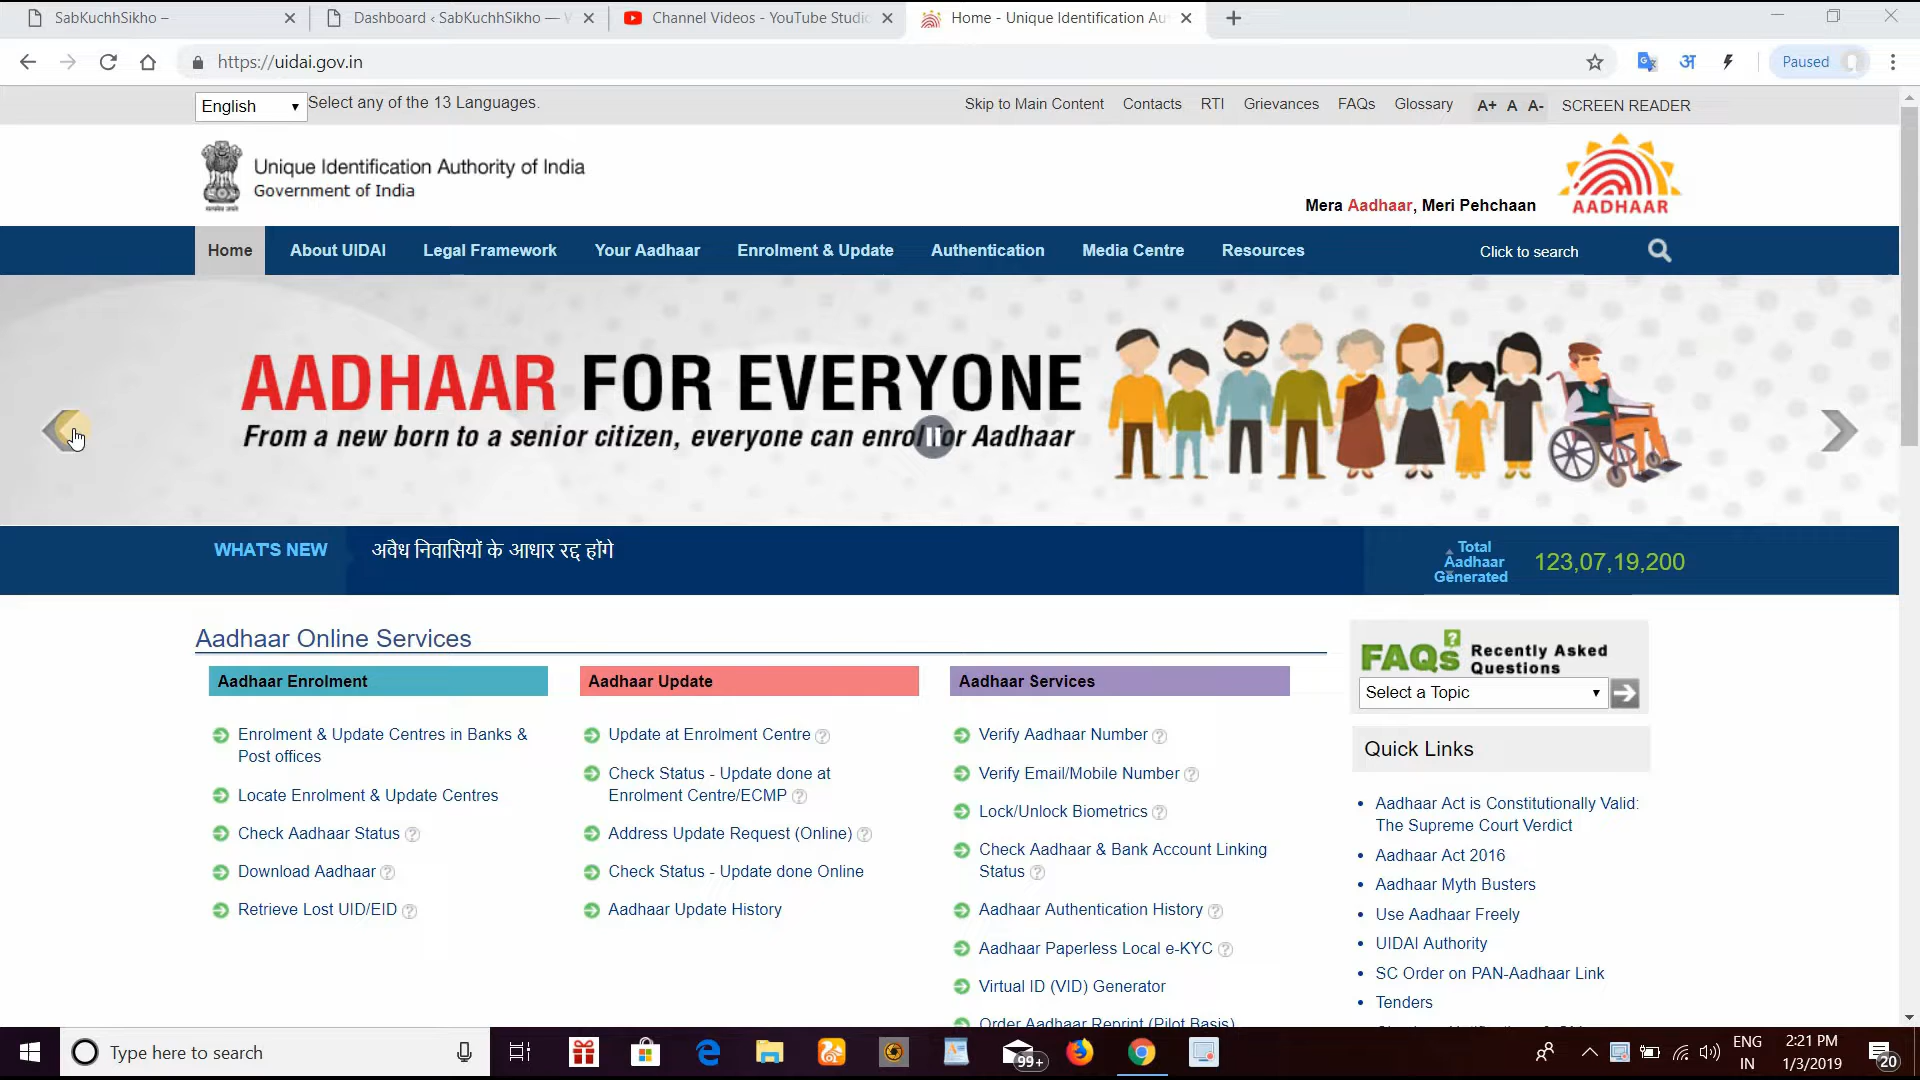 SabKuchhSikho –
Dashboard ‹ SabKuchhSikho —
Channel Videos - YouTube Studio
Home - Unique Identification Au
https://uidai.gov.in
Paused
English
Select any of the 13 Languages.
Skip to Main Content
Contacts
RTI
Grievances
FAQs
Glossary
A+ A A-
SCREEN READER
Unique Identification Authority of India
Government of India
Mera Aadhaar, Meri Pehchaan
AADHAAR
Home
About UIDAI
Legal Framework
Your Aadhaar
Enrolment & Update
Authentication
Media Centre
Resources
Click to search
AADHAAR FOR EVERYONE
From a new born to a senior citizen, everyone can enrol for Aadhaar
WHAT'S NEW
अवैध निवासियों के आधार रद्द होंगे
Total
Aadhaar
Generated
123,07,19,200
Aadhaar Online Services
Aadhaar Enrolment
Enrolment & Update Centres in Banks &
Post offices
Locate Enrolment & Update Centres
Check Aadhaar Status
Download Aadhaar
Retrieve Lost UID/EID
Aadhaar Update
Update at Enrolment Centre
Check Status - Update done at
Enrolment Centre/ECMP
Address Update Request (Online)
Check Status - Update done Online
Aadhaar Update History
Aadhaar Services
Verify Aadhaar Number
Verify Email/Mobile Number
Lock/Unlock Biometrics
Check Aadhaar & Bank Account Linking
Status
Aadhaar Authentication History
Aadhaar Paperless Local e-KYC
Virtual ID (VID) Generator
Order Aadhaar Reprint (Pilot Basis)
FAQs Recently Asked
Questions
Select a Topic
Quick Links
Aadhaar Act is Constitutionally Valid:
The Supreme Court Verdict
Aadhaar Act 2016
Aadhaar Myth Busters
Use Aadhaar Freely
UIDAI Authority
SC Order on PAN-Aadhaar Link
Tenders
Type here to search
99+
ENG
IN
2:21 PM
1/3/2019
20